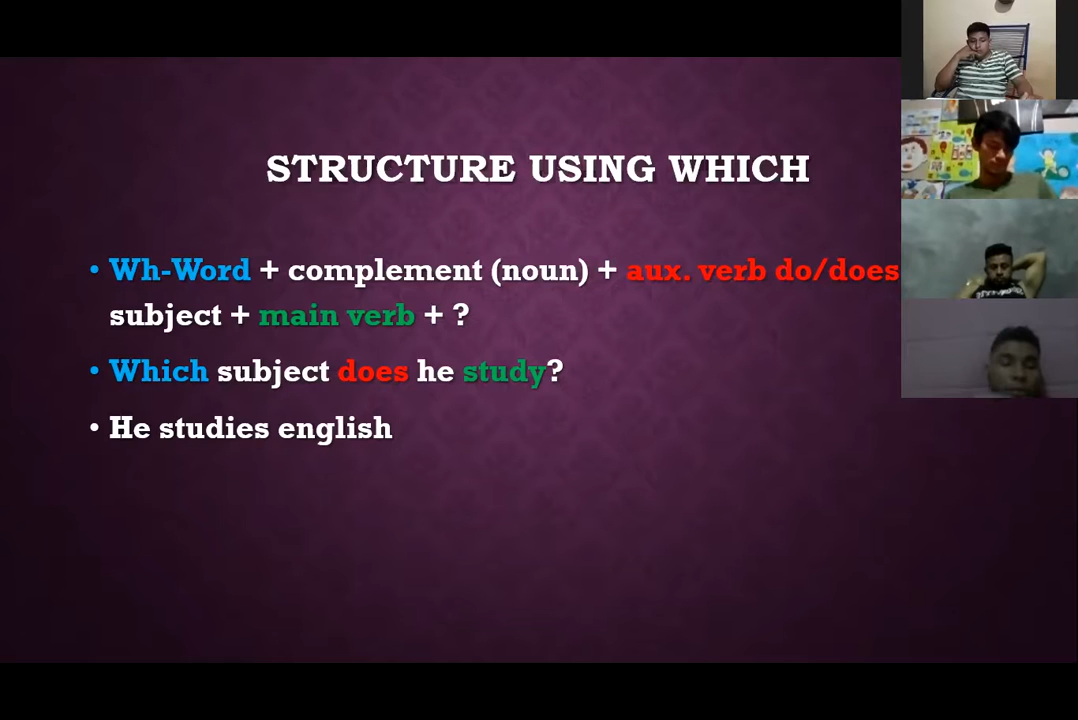 STRUCTURE USING WHICH
• Wh-Word + complement (noun) + aux. verb do/does
subject + main verb + ?
• Which subject does he study?
• He studies english